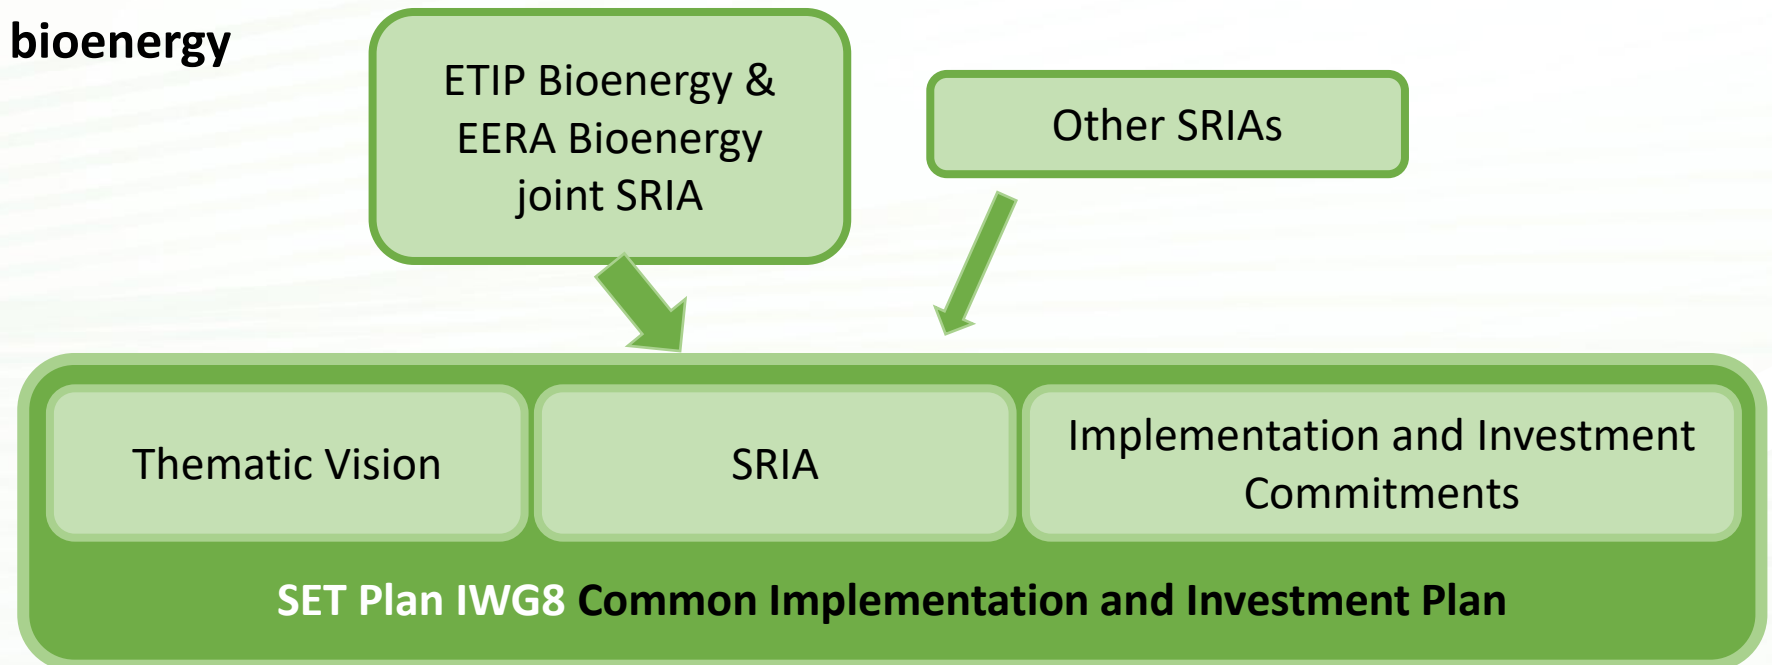 bioenergy
ETIP Bioenergy &
EERA Bioenergy
joint SRIA
Other SRIAs
Thematic Vision
SRIA
Implementation and Investment
Commitments
SET Plan IWG8 Common Implementation and Investment Plan